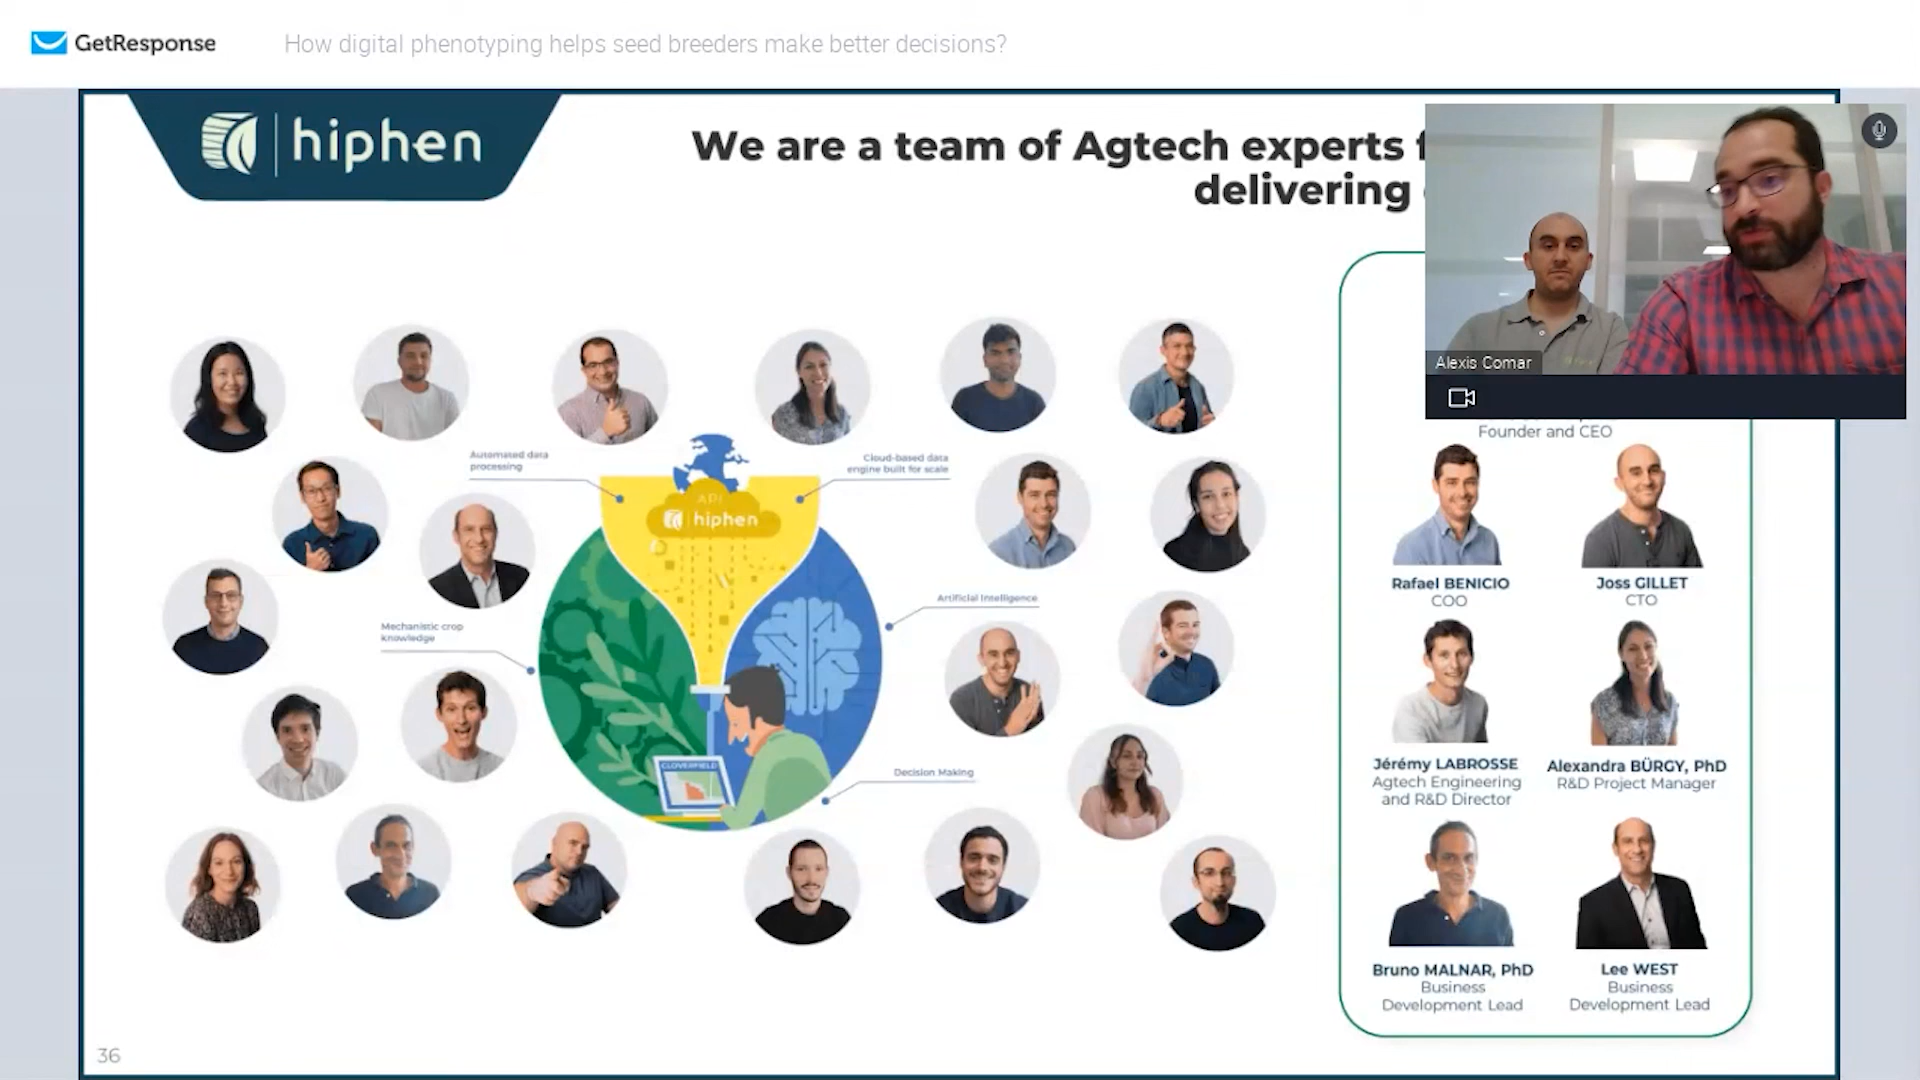 GetResponse
How digital phenotyping helps seed breeders make better decisions?
hiphen
We are a team of Agtech experts f
delivering
Alexis Comar
Founder and CEO
Automated data
processing
Cloud-based data
engine built for scale
API
hiphen
Mechanistic crop
knowledge
Artificial Intelligence
CLOVERFIELD
Decision Making
Rafael BENICIO
COO
Joss GILLET
CTO
Jérémy LABROSSE
Agtech Engineering
and R&D Director
Alexandra BÜRGY, PhD
R&D Project Manager
Bruno MALNAR, PhD
Business
Development Lead
Lee WEST
Business
Development Lead
36